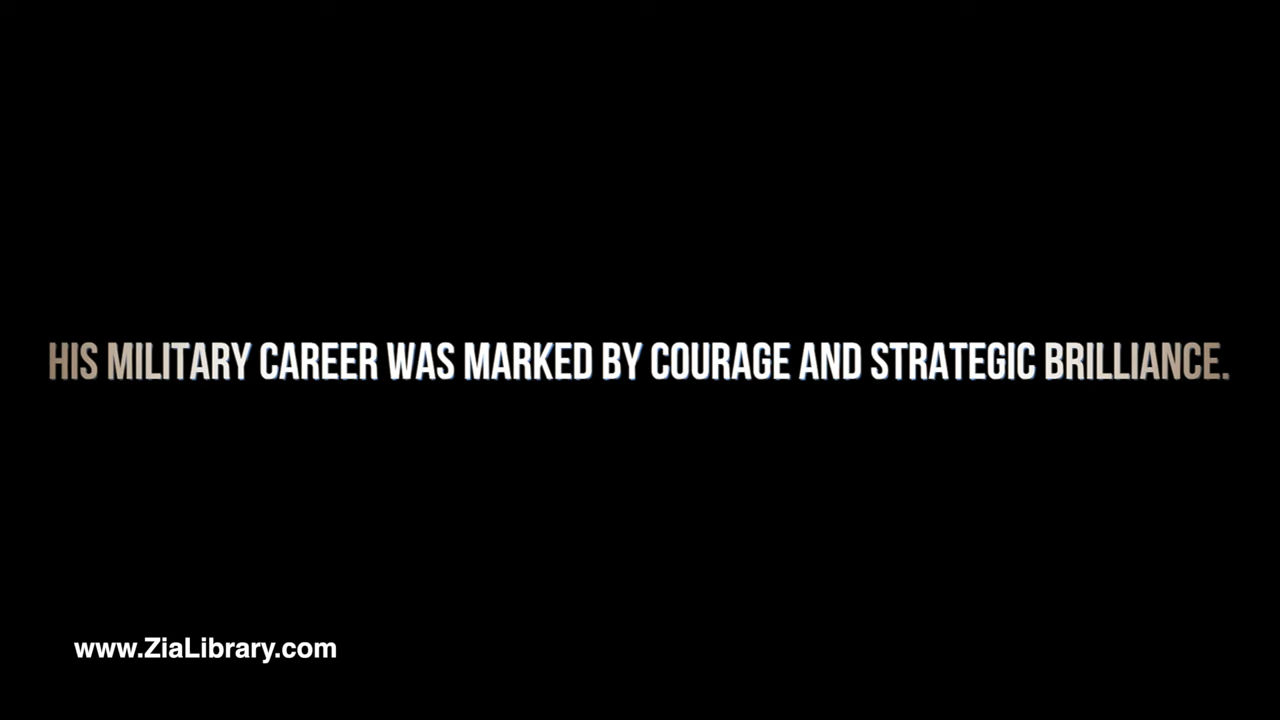 HIS MILITARY CAREER WAS MARKED BY COURAGE AND STRATEGIC BRILLIANCE.
www.ZiaLibrary.com